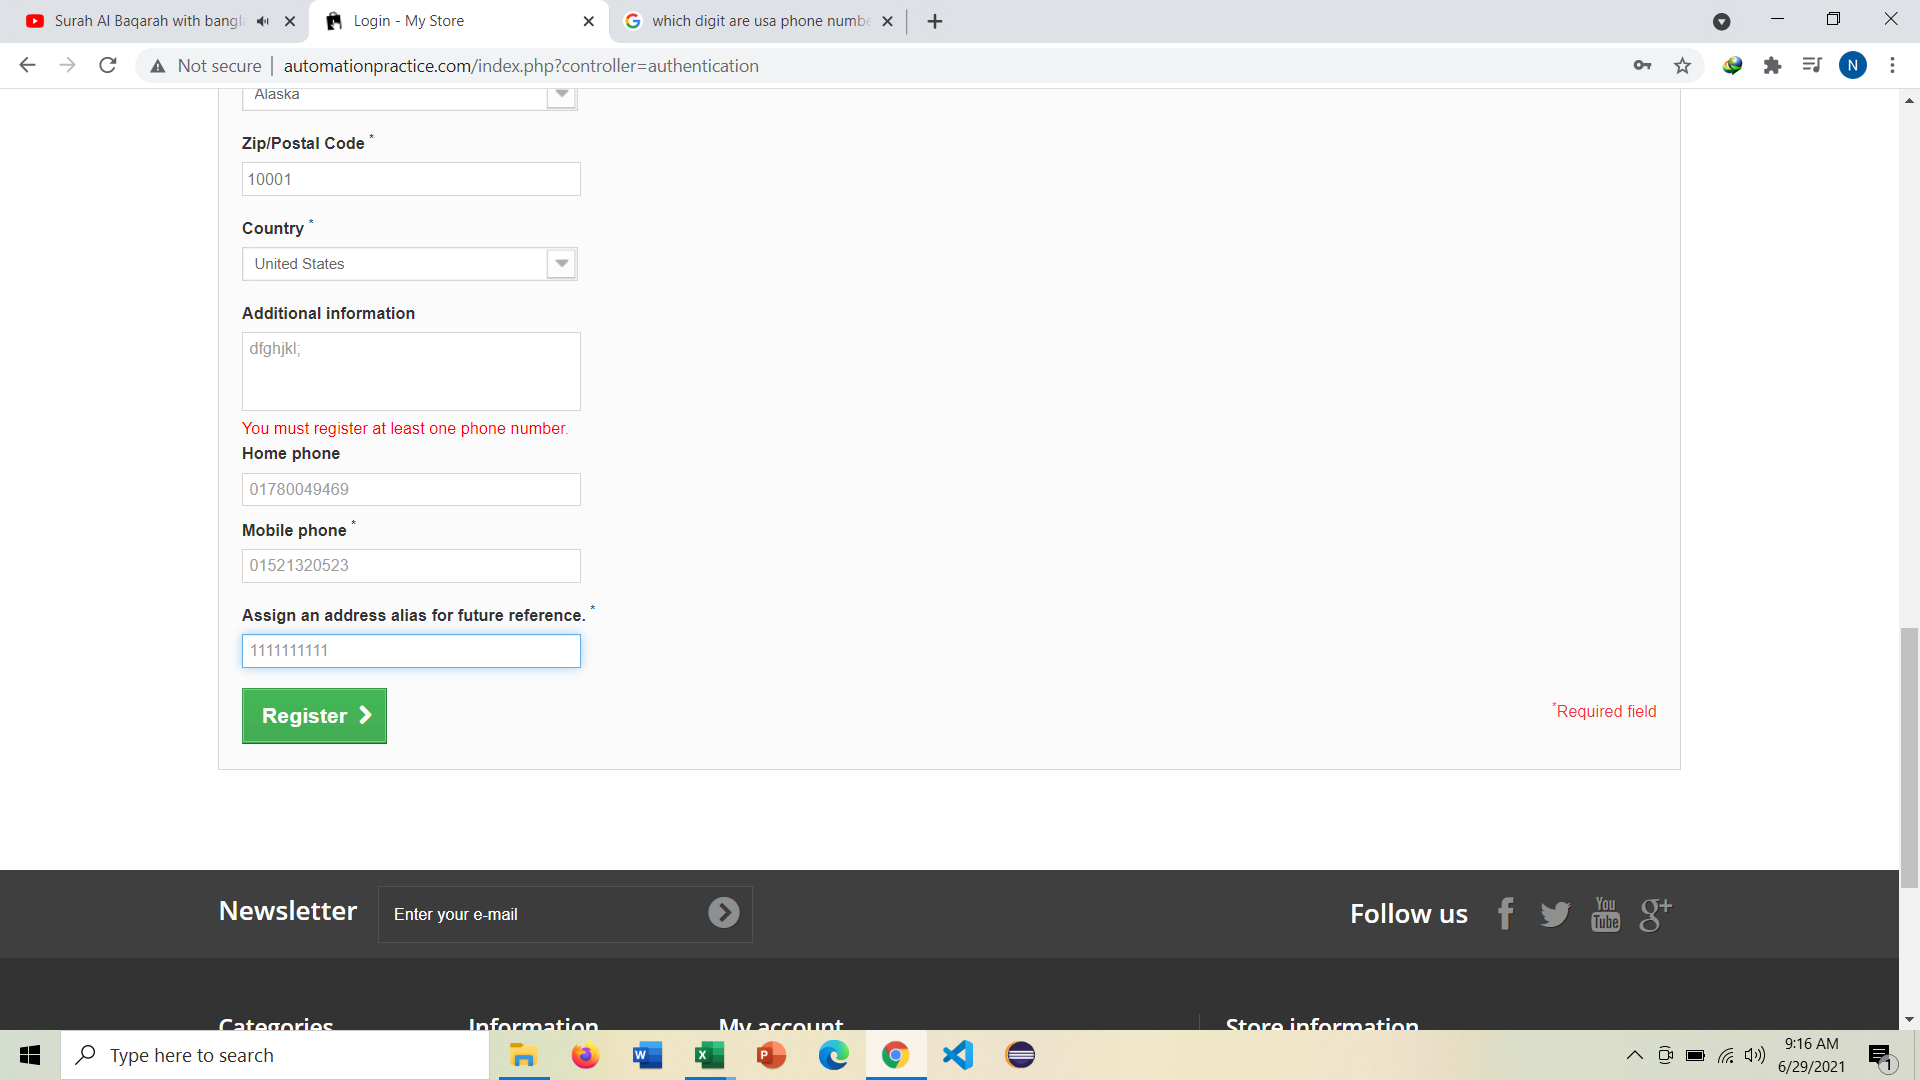 Surah Al Baqarah with bangl
Login - My Store
which digit are usa phone numbe
Not secure
automationpractice.com/index.php?controller=authentication
N
Alaska
Zip/Postal Code *
10001
Country *
United States
Additional information
dfghjkl;
You must register at least one phone number.
Home phone
01780049469
Mobile phone *
01521320523
Assign an address alias for future reference. *
1111111111
Register
*Required field
Newsletter
Enter your e-mail
Follow us
You
Tube
g+
Categories
Information
My account
Store information
Type here to search
9:16 AM
6/29/2021
1